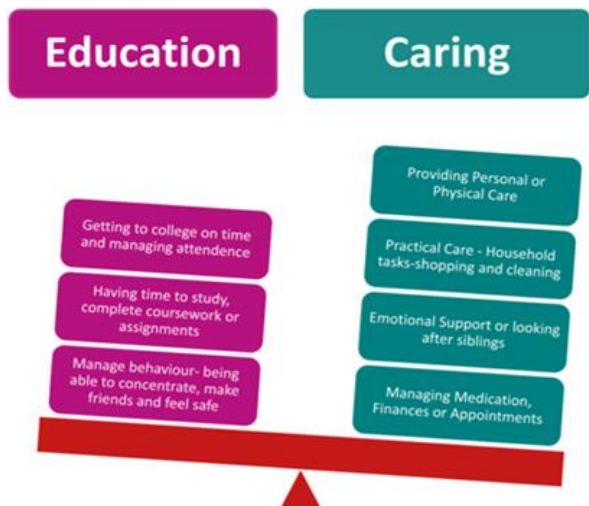 Education
Caring
Getting to college on time
and managing attendence
Having time to study,
complete coursework or
assignments
Manage behaviour- being
able to concentrate, make
friends and feel safe
Providing Personal or
Physical Care
Practical Care - Household
tasks-shopping and cleaning
Emotional Support or looking
after siblings
Managing Medication,
Finances or Appointments